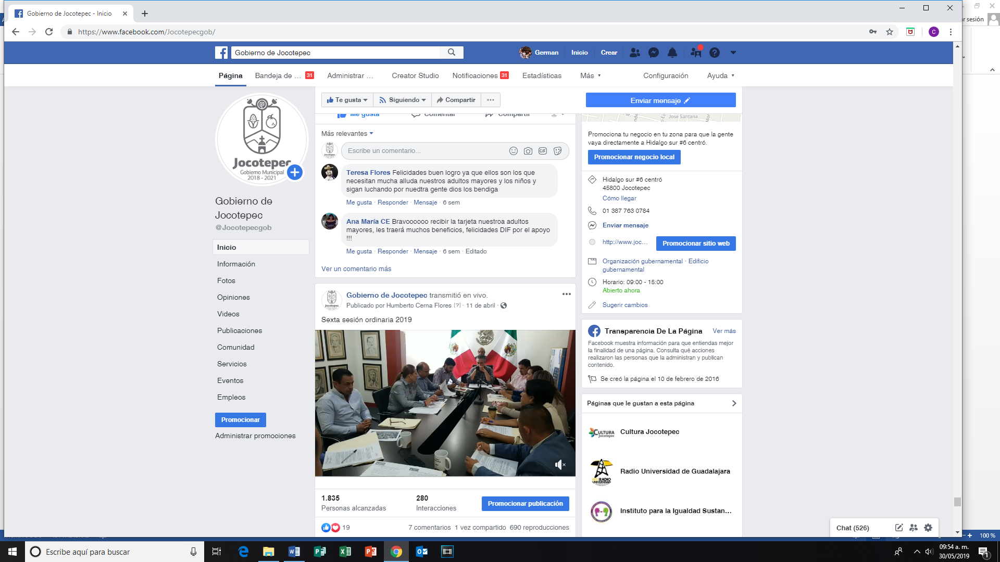 Gobierno de Jocotepec - Inicio
https://www.facebook.com/Jocotepecgob/
C
r sesión
Gobierno de Jocotepec
German
Inicio
Crear
Página
Bandeja de ...
31
Administrar ...
Creator Studio
Notificaciones
31
Estadísticas
Más
Configuración
Ayuda
Jocotepec
Gobierno Municipal
2018 - 2021
Gobierno de
Jocotepec
@Jocotepecgob
Inicio
Información
Fotos
Opiniones
Videos
Publicaciones
Comunidad
Servicios
Eventos
Empleos
Promocionar
Administrar promociones
Te gusta
Siguiendo
Compartir
Enviar mensaje
Me gusta
Comentar
Compartir
Más relevantes
Escribe un comentario...
GIF
Teresa Flores Felicidades buen logro ya que ellos son los que
necesitan mucha alluda nuestros adultos mayores y los niños y
sigan luchando por nuedtra gente dios los bendiga
Me gusta · Responder · Mensaje · 6 sem
Ana María CE Bravoooooo recibir la tarjeta nuestroa adultos
mayores, les traerá muchos beneficios, felicidades DIF por el apoyo
!!!
Me gusta · Responder · Mensaje · 6 sem · Editado
Ver un comentario más
Gobierno de Jocotepec transmitió en vivo.
Publicado por Humberto Cerna Flores [?] · 11 de abril ·
Sexta sesión ordinaria 2019
1.835
Personas alcanzadas
280
Interacciones
Promocionar publicación
19
7 comentarios 1 vez compartido 690 reproducciones
José Santana
Promociona tu negocio en tu zona para que la gente
vaya directamente a Hidalgo sur #6 centró.
Promocionar negocio local
Hidalgo sur #6 centró
45800 Jocotepec
Cómo llegar
01 387 763 0784
Enviar mensaje
http://www.joc...
Promocionar sitio web
Organización gubernamental · Edificio
gubernamental
Horario: 09:00 - 15:00
Abierto ahora
Sugerir cambios
Transparencia De La Página
Ver más
Facebook muestra información para que entiendas mejor
la finalidad de una página. Consulta qué acciones
realizaron las personas que la administran y publican
contenido.
Se creó la página el 10 de febrero de 2016
Páginas que le gustan a esta página
CULTURA
Jocotepec
Cultura Jocotepec
RADIO
UNIVERSIDAD
Radio Universidad de Guadalajara
Instituto para la Igualdad Sustan...
Chat (526)
100 %
Escribe aquí para buscar
09:54 a. m.
30/05/2019
1